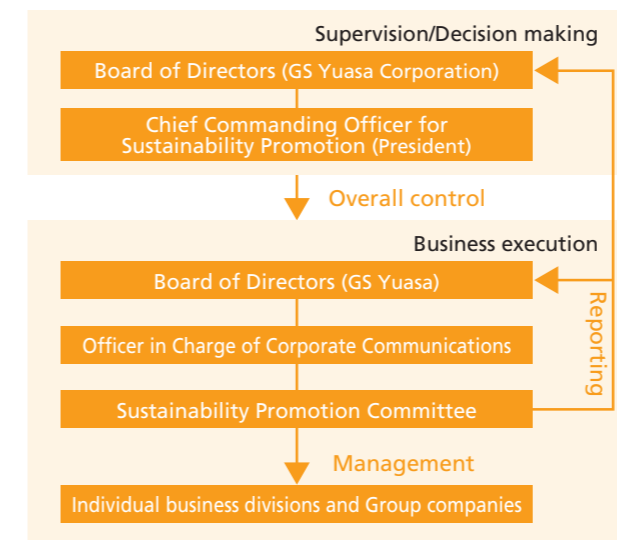 Supervision/Decision making
Board of Directors (GS Yuasa Corporation)
Chief Commanding Officer for
Sustainability Promotion (President)
Overall control
Business execution
Board of Directors (GS Yuasa)
Reporting
Officer in Charge of Corporate Communications
Sustainability Promotion Committee
Management
Individual business divisions and Group companies